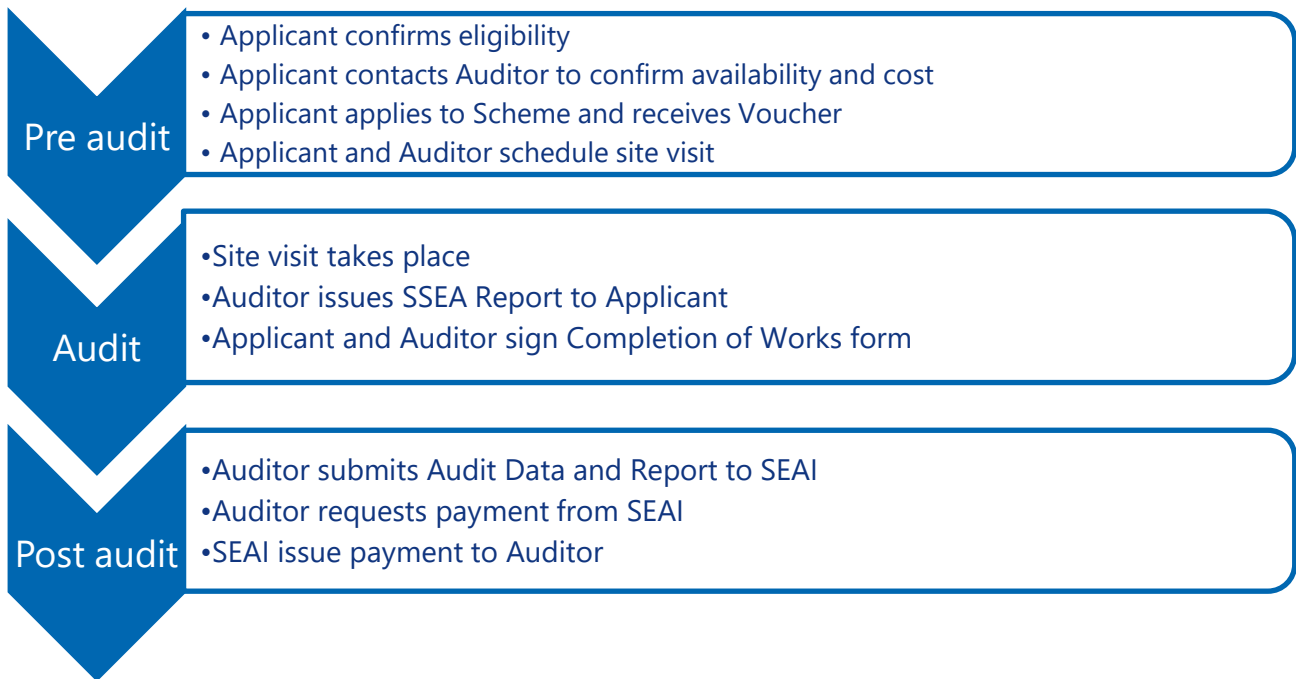 Pre audit
• Applicant confirms eligibility
• Applicant contacts Auditor to confirm availability and cost
• Applicant applies to Scheme and receives Voucher
• Applicant and Auditor schedule site visit
Audit
•Site visit takes place
•Auditor issues SSEA Report to Applicant
•Applicant and Auditor sign Completion of Works form
Post audit
•Auditor submits Audit Data and Report to SEAI
•Auditor requests payment from SEAI
•SEAI issue payment to Auditor